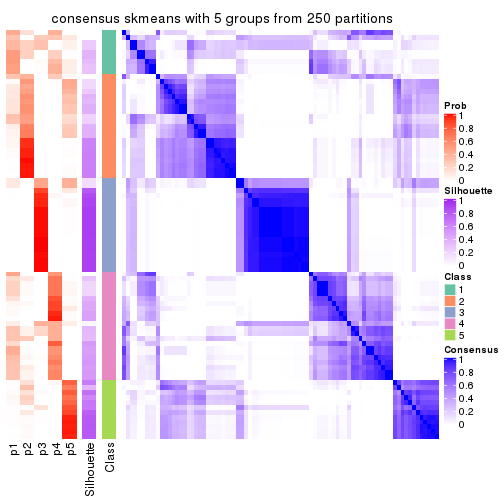 consensus skmeans with 5 groups from 250 partitions
Prob
1
0.8
0.6
0.4
0.2
0
Silhouette
1
0.8
0.6
0.4
0.2
0
Class
1
2
3
4
5
Consensus
1
0.8
0.6
0.4
0.2
0
p1
p2
p3
p4
p5
Silhouette
Class